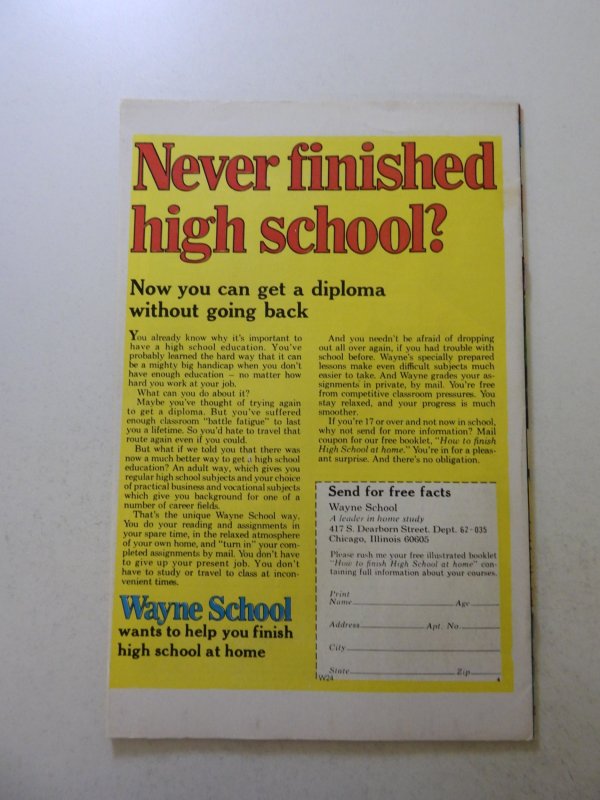 Never finished
high school?
Now you can get a diploma
without going back
You already know why it's important to
have a high school education. You've
probably learned the hard way that it can
be a mighty big handicap when you don't
have enough education – no matter how
hard you work at your job.
What can you do about it?
Maybe you've thought of trying again
to get a diploma. But you've suffered
enough classroom "battle fatigue" to last
you a lifetime. So you'd hate to travel that
route again even if you could.
But what if we told you that there was
now a much better way to get a high school
education? An adult way, which gives you
regular high school subjects and your choice
of practical business and vocational subjects
which give you background for one of a
number of career fields.
That's the unique Wayne School way.
You do your reading and assignments in
your spare time, in the relaxed atmosphere
of your own home, and "turn in" your com-
pleted assignments by mail. You don't have
to give up your present job. You don't
have to study or travel to class at incon-
venient times.
Wayne School
wants to help you finish
high school at home
And you needn't be afraid of dropping
out all over again, if you had trouble with
school before. Wayne's specially prepared
lessons make even difficult subjects much
easier to take. And Wayne grades your as-
signments in private, by mail. You're free
from competitive classroom pressures. You
stay relaxed, and your progress is much
smoother.
If you're 17 or over and not now in school,
why not send for more information? Mail
coupon for our free booklet, "How to finish
High School at home." You're in for a pleas-
ant surprise. And there's no obligation.
Send for free facts
Wayne School
A leader in home study
417 S. Dearborn Street. Dept. 62-035
Chicago, Illinois 60605
Please rush me your free illustrated booklet
"How to finish High School at home" con-
taining full information about your courses.
Print
Name Age
Address Apt. No.
City
State Zip
W24 4